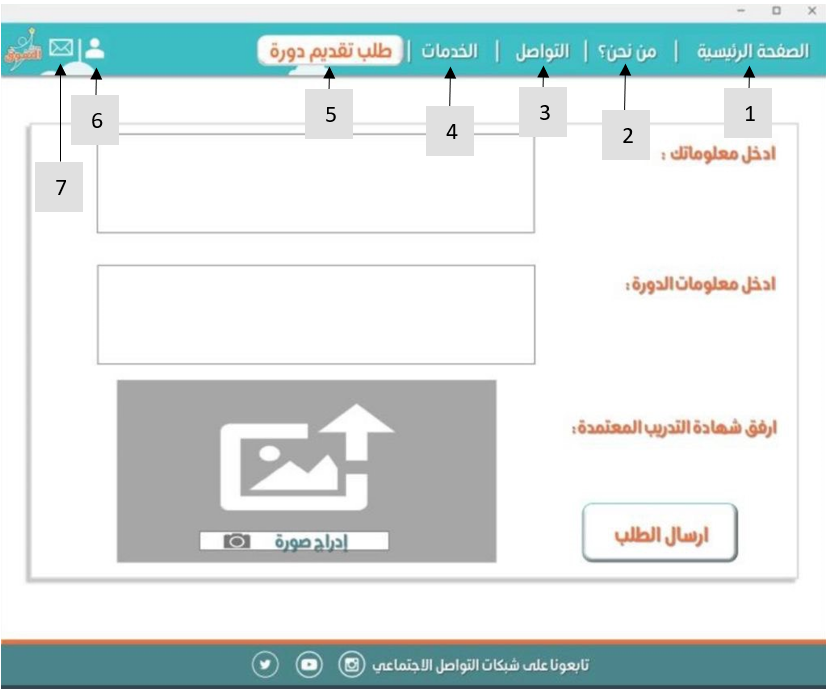 الصفحة الرئيسية | من نحن؟ | التواصل | الخدمات | طلب تقديم دورة
التسوق
1
2
3
4
5
6
7
ادخل معلوماتك :
ادخل معلومات الدورة:
ارفق شهادة التدريب المعتمدة:
إدراج صورة
ارسال الطلب
تابعونا على شبكات التواصل الاجتماعي